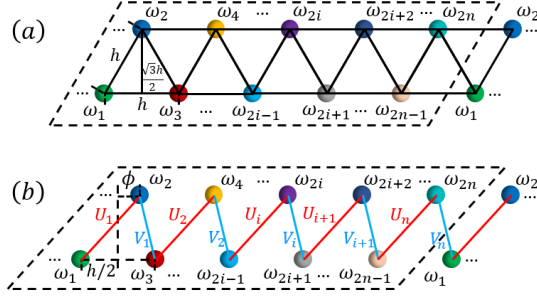 ... ω₂ ω₄ ... ω₂ᵢ ω₂ᵢ₊₂ ... ω₂ₙ ω₂ ...
(a)
h √3h/2
... h ...
ω₁ ω₃ ... ω₂ᵢ₋₁ ω₂ᵢ₊₁ ... ω₂ₙ₋₁ ω₁
(b)
... ϕ ω₂ ω₄ ... ω₂ᵢ ω₂ᵢ₊₂ ... ω₂ₙ ω₂ ...
U₁ U₂ Uᵢ Uᵢ₊₁ Uₙ
V₁ V₂ Vᵢ Vᵢ₊₁ Vₙ
... h/2 ...
ω₁ ω₃ ... ω₂ᵢ₋₁ ω₂ᵢ₊₁ ... ω₂ₙ₋₁ ω₁